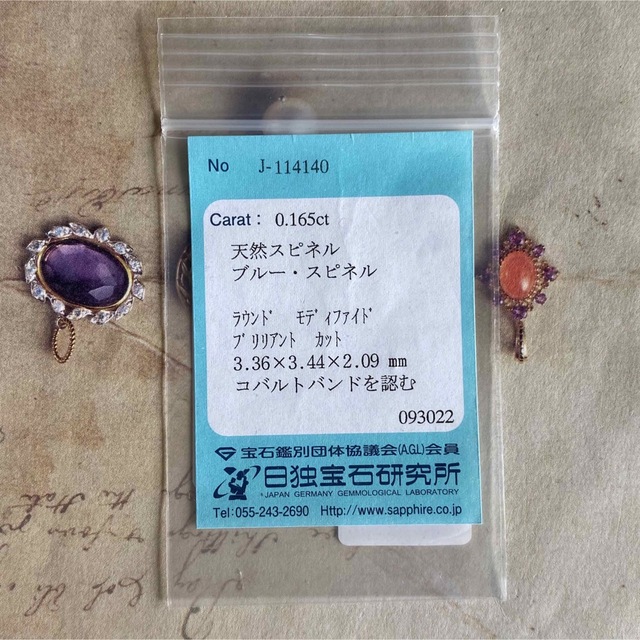 No J-114140
Carat： 0.165ct
天然スピネル
ブルー・スピネル
ﾗｳﾝﾄﾞ ﾓﾃﾞｨﾌｧｲﾄﾞ
ﾌﾞﾘﾘｱﾝﾄ ｶｯﾄ
3.36×3.44×2.09 mm
コバルトバンドを認む
093022
宝石鑑別団体協議会(AGL)会員
日独宝石研究所
JAPAN GERMANY GEMMOLOGICAL LABORATORY
Tel：055-243-2690 Http://www.sapphire.co.jp